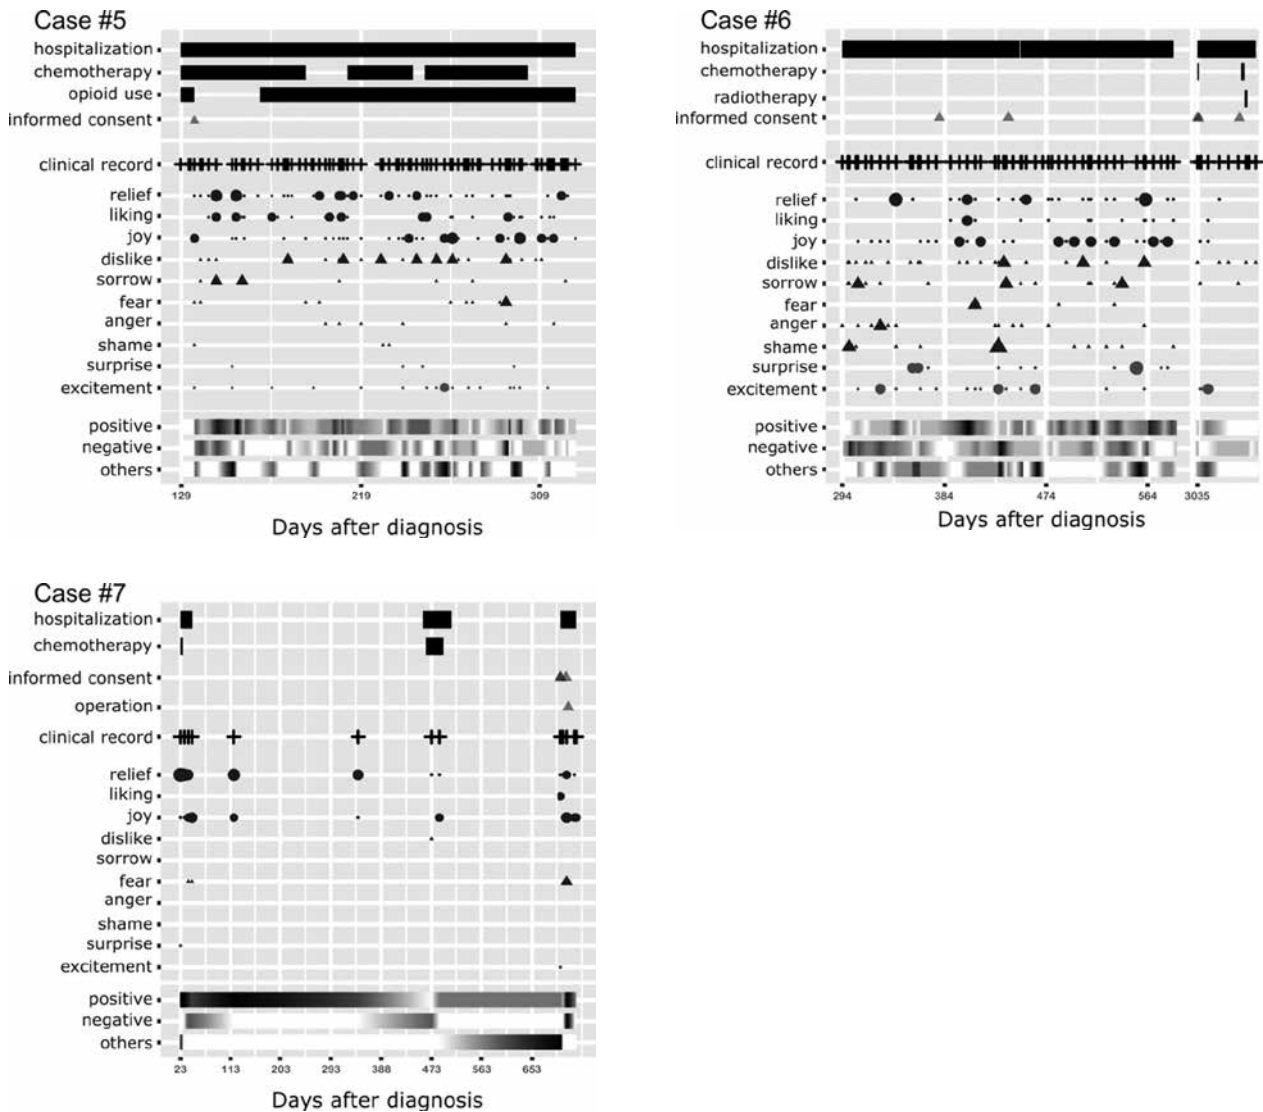 Case #5
hospitalization
chemotherapy
opioid use
informed consent
clinical record
relief
liking
joy
dislike
sorrow
fear
anger
shame
surprise
excitement
positive
negative
others
129 219 309
Days after diagnosis
Case #6
hospitalization
chemotherapy
radiotherapy
informed consent
clinical record
relief
liking
joy
dislike
sorrow
fear
anger
shame
surprise
excitement
positive
negative
others
294 384 474 564 3035
Days after diagnosis
Case #7
hospitalization
chemotherapy
informed consent
operation
clinical record
relief
liking
joy
dislike
sorrow
fear
anger
shame
surprise
excitement
positive
negative
others
23 113 203 293 388 473 563 653
Days after diagnosis